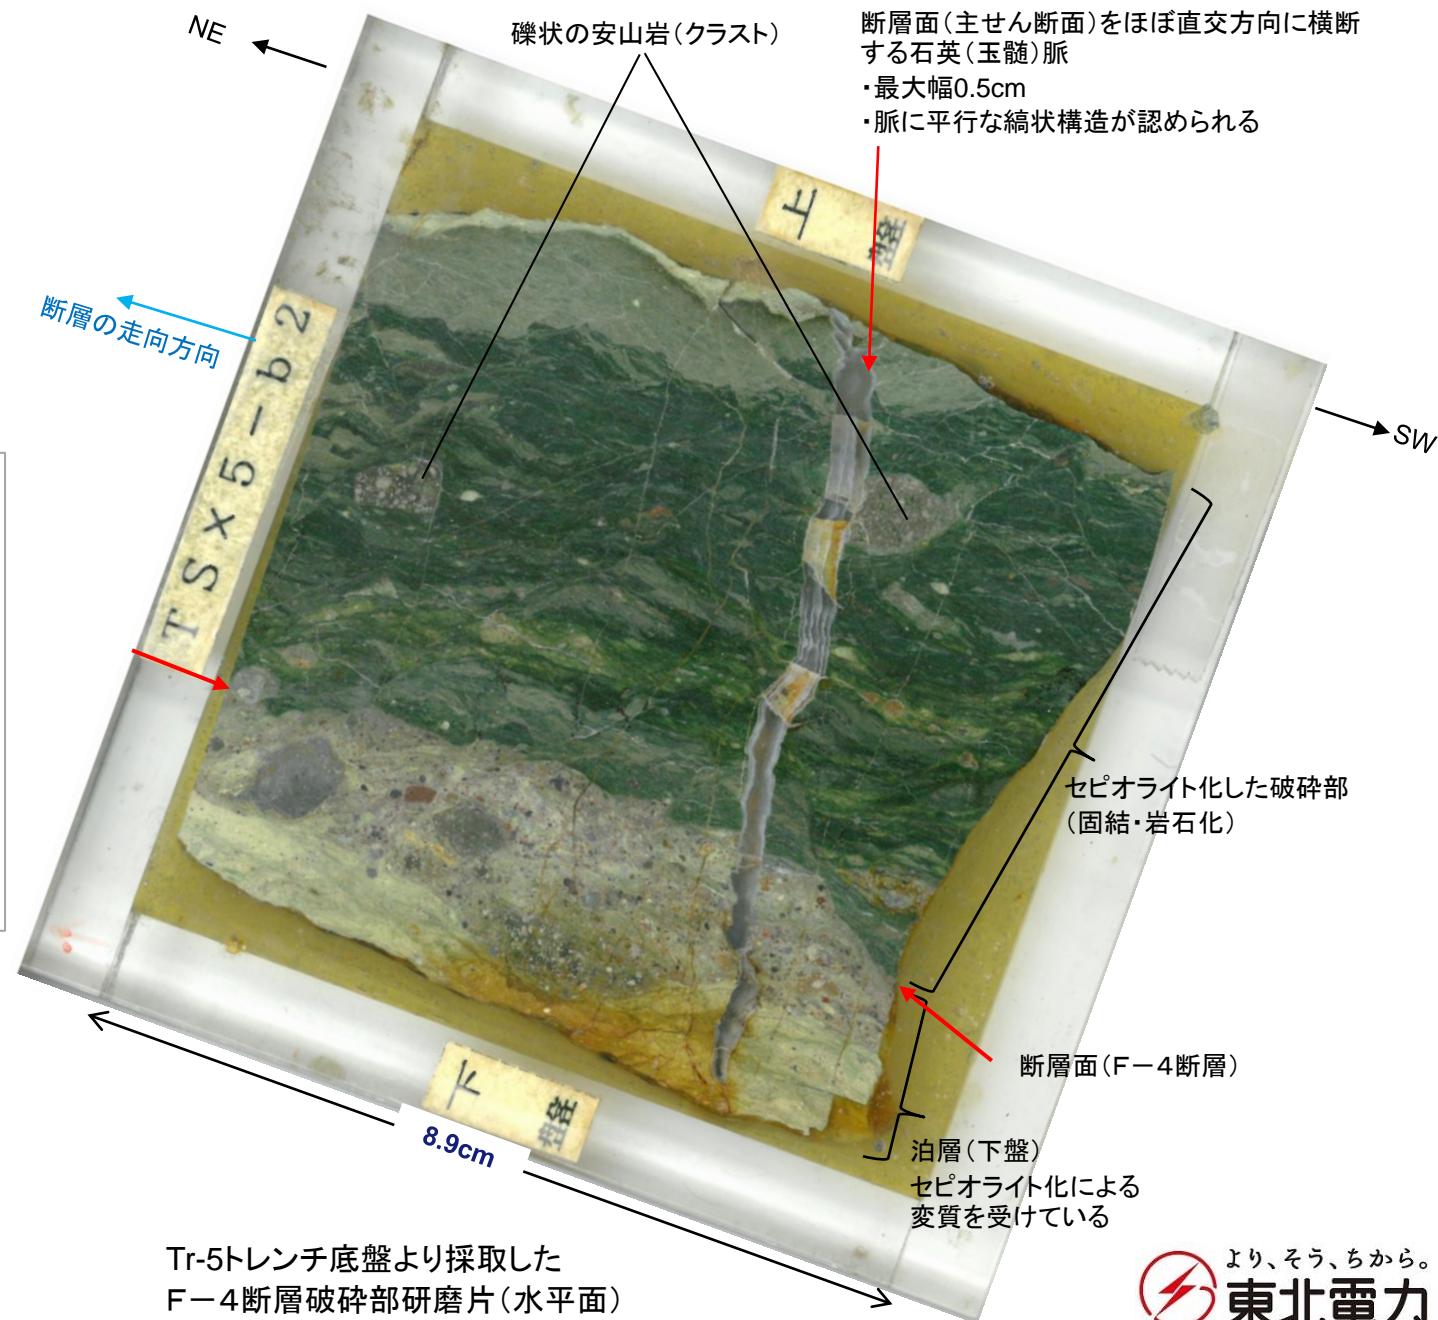 NE
礫状の安山岩（クラスト）
断層面（主せん断面）をほぼ直交方向に横断
する石英（玉髄）脈
・最大幅0.5cm
・脈に平行な縞状構造が認められる
上盤
断層の走向方向
TS×5－b2
SW
セピオライト化した破砕部
（固結・岩石化）
断層面（F－4断層）
泊層（下盤）
セピオライト化による
変質を受けている
下盤
8.9cm
Tr-5トレンチ底盤より採取した
F－4断層破砕部研磨片（水平面）
より、そう、ちから。
東北電力